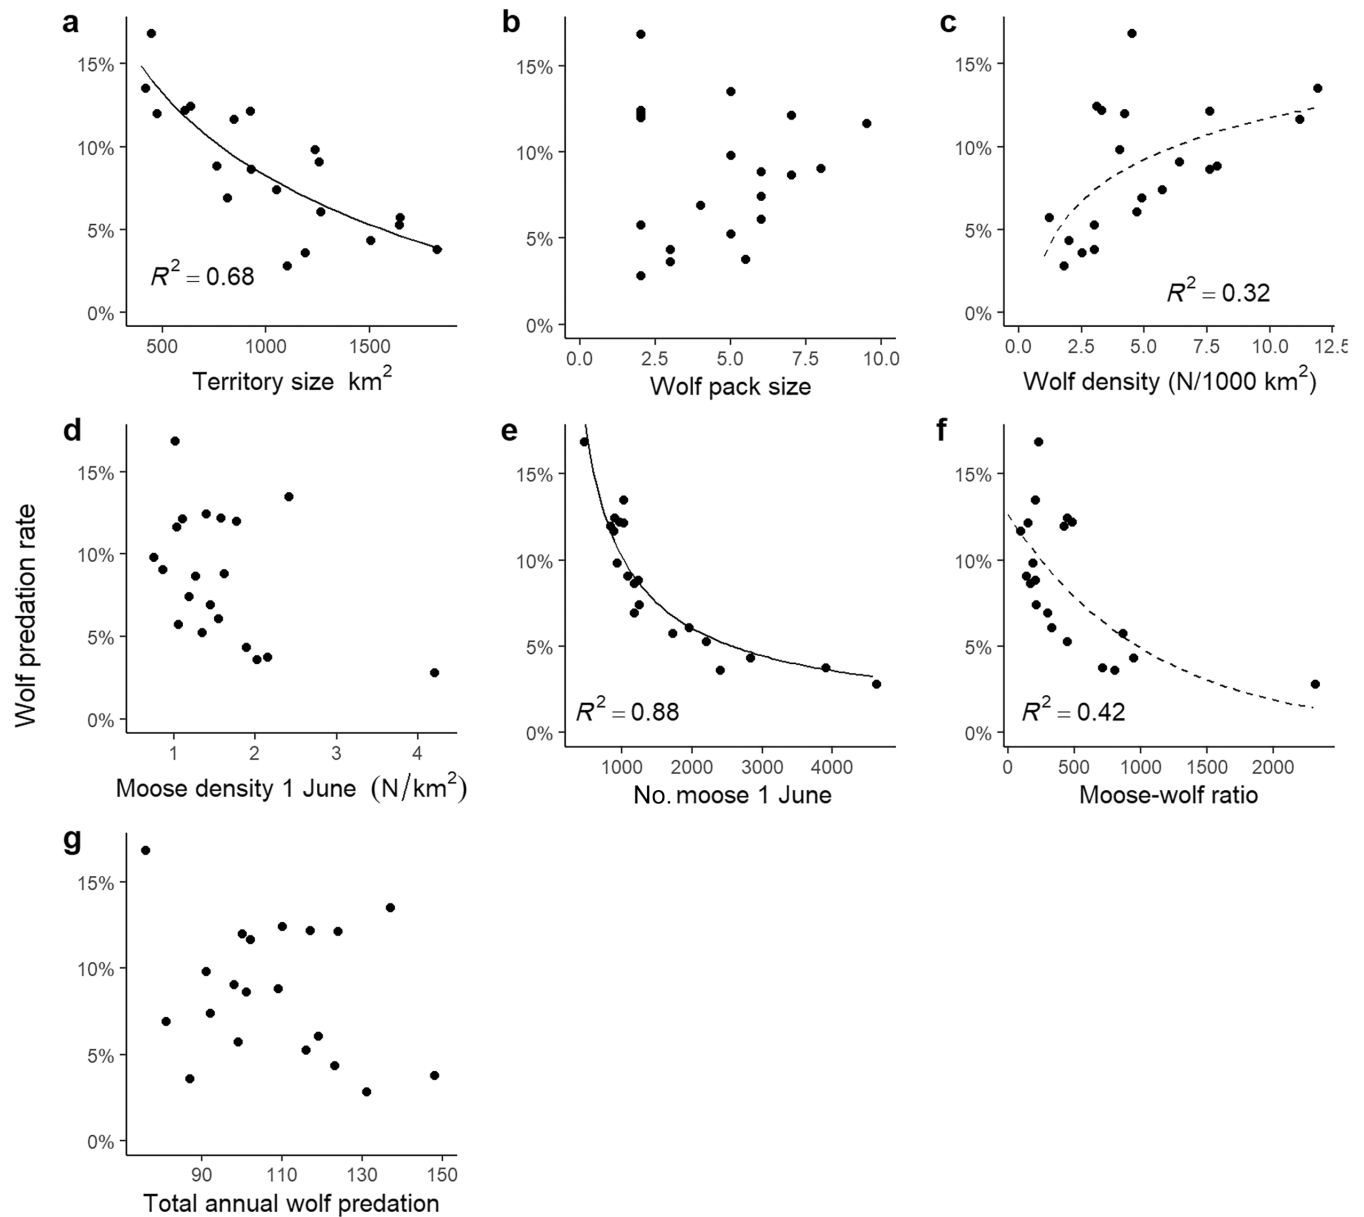 a
15%
10%
5%
0%
R² = 0.68
500 1000 1500
Territory size km²
b
15%
10%
5%
0%
0.0 2.5 5.0 7.5 10.0
Wolf pack size
c
15%
10%
5%
0%
R² = 0.32
0.0 2.5 5.0 7.5 10.0 12.5
Wolf density (N/1000 km²)
Wolf predation rate
d
15%
10%
5%
0%
1 2 3 4
Moose density 1 June (N/km²)
e
15%
10%
5%
0%
R² = 0.88
1000 2000 3000 4000
No. moose 1 June
f
15%
10%
5%
0%
R² = 0.42
0 500 1000 1500 2000
Moose-wolf ratio
g
15%
10%
5%
0%
90 110 130 150
Total annual wolf predation